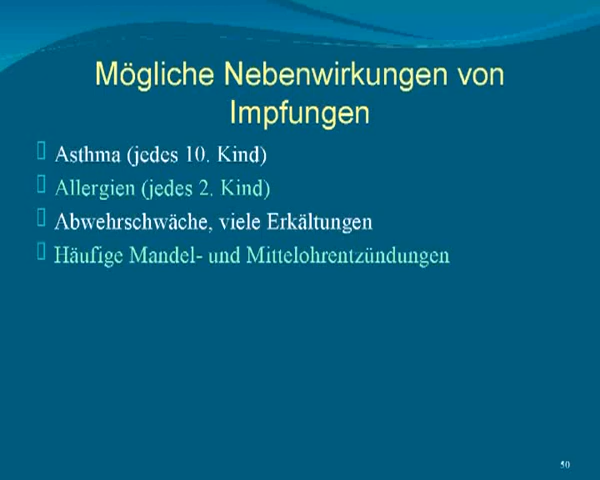 Mögliche Nebenwirkungen von
Impfungen
Asthma (jedes 10. Kind)
Allergien (jedes 2. Kind)
Abwehrschwäche, viele Erkältungen
Häufige Mandel- und Mittelohrentzündungen
50